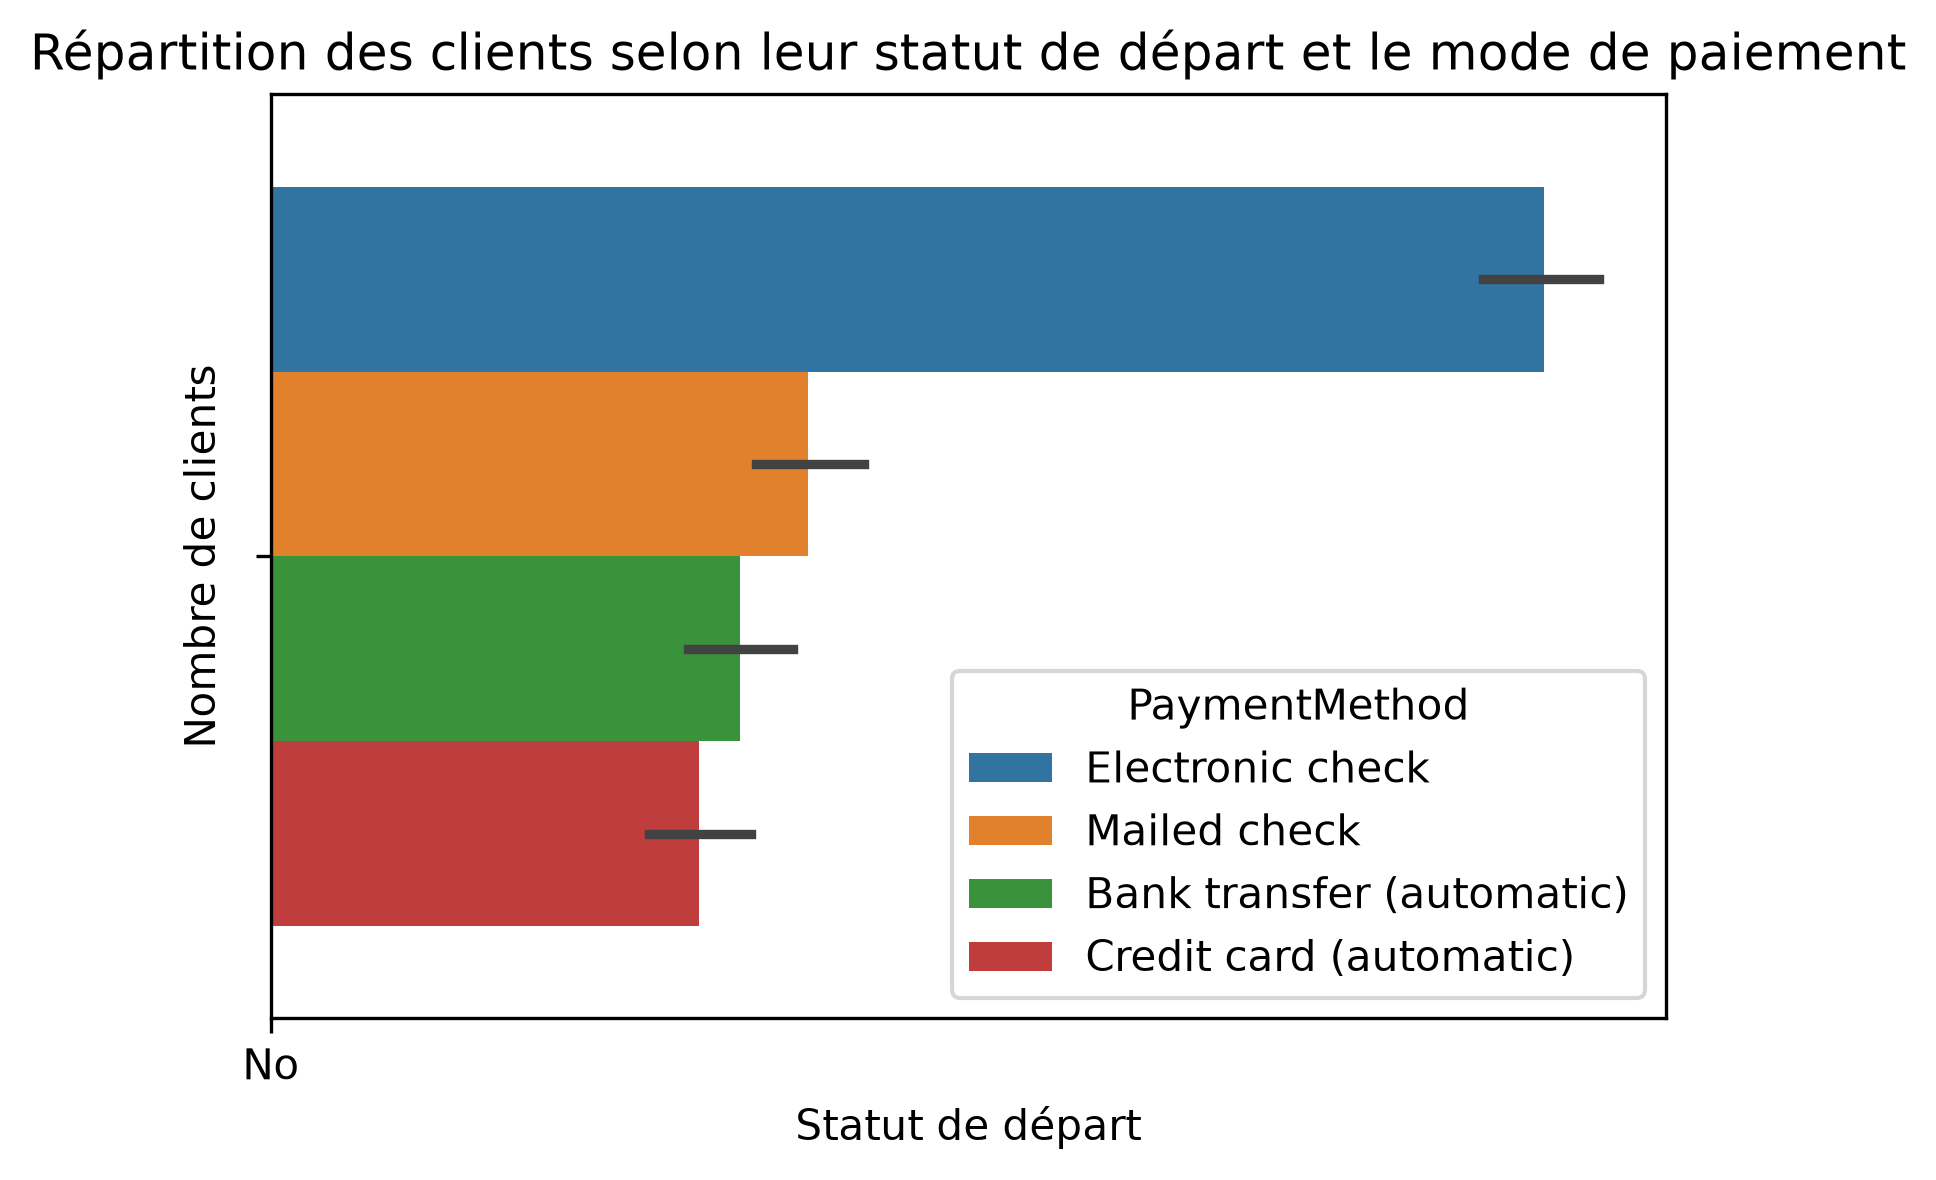 Répartition des clients selon leur statut de départ et le mode de paiement
Nombre de clients
PaymentMethod
Electronic check
Mailed check
Bank transfer (automatic)
Credit card (automatic)
No
Statut de départ